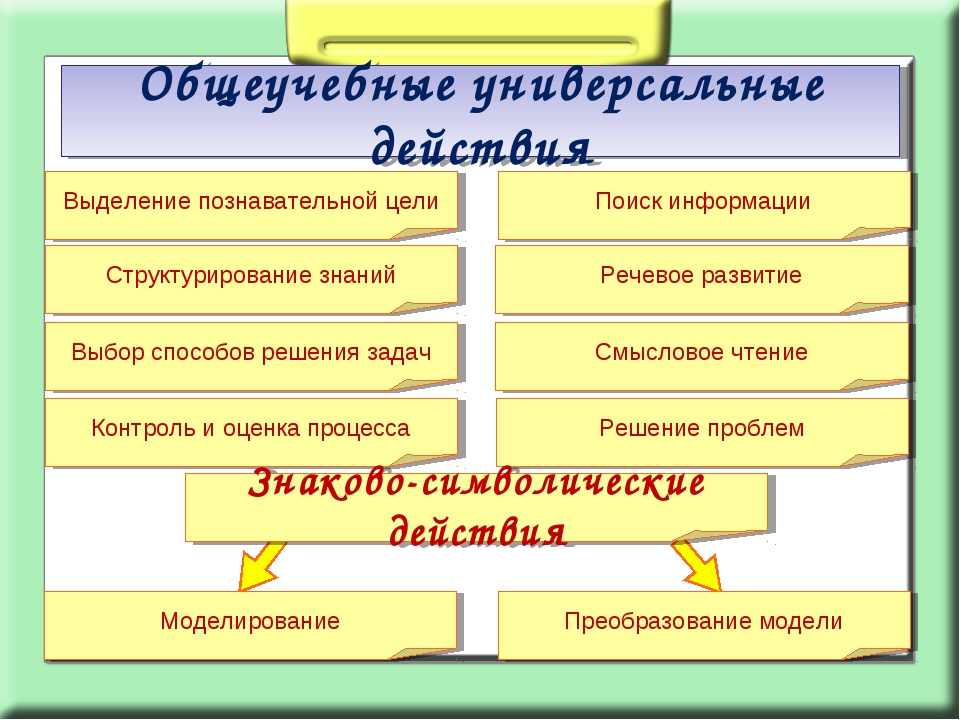 Общеучебные универсальные
действия
Выделение познавательной цели
Поиск информации
Структурирование знаний
Речевое развитие
Выбор способов решения задач
Смысловое чтение
Контроль и оценка процесса
Решение проблем
Знаково-символические
действия
Моделирование
Преобразование модели